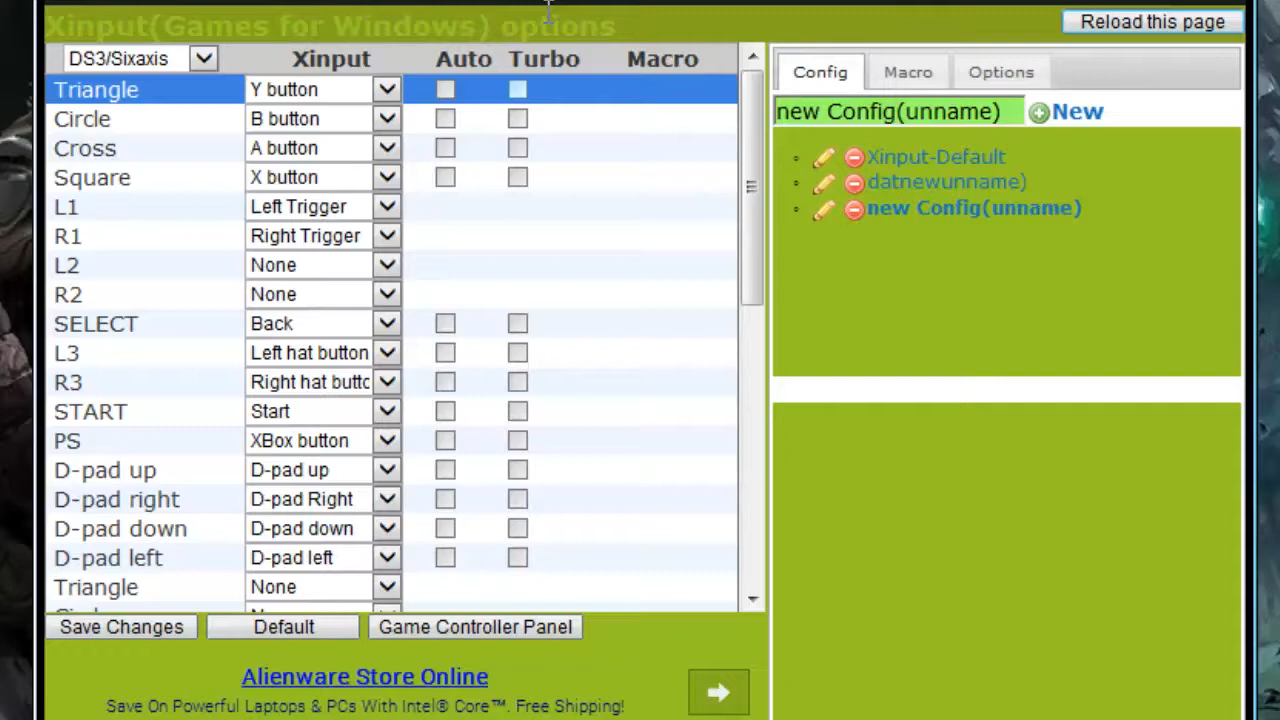 Xinput(Games for Windows) options
Reload this page
DS3/Sixaxis Xinput Auto Turbo Macro
Triangle Y button
Circle B button
Cross A button
Square X button
L1 Left Trigger
R1 Right Trigger
L2 None
R2 None
SELECT Back
L3 Left hat button
R3 Right hat butto
START Start
PS XBox button
D-pad up D-pad up
D-pad right D-pad Right
D-pad down D-pad down
D-pad left D-pad left
Triangle None
Save Changes Default Game Controller Panel
Alienware Store Online
Save On Powerful Laptops & PCs With Intel® Core™. Free Shipping!
Config Macro Options
new Config(unname) New
Xinput-Default
datnewunname)
new Config(unname)